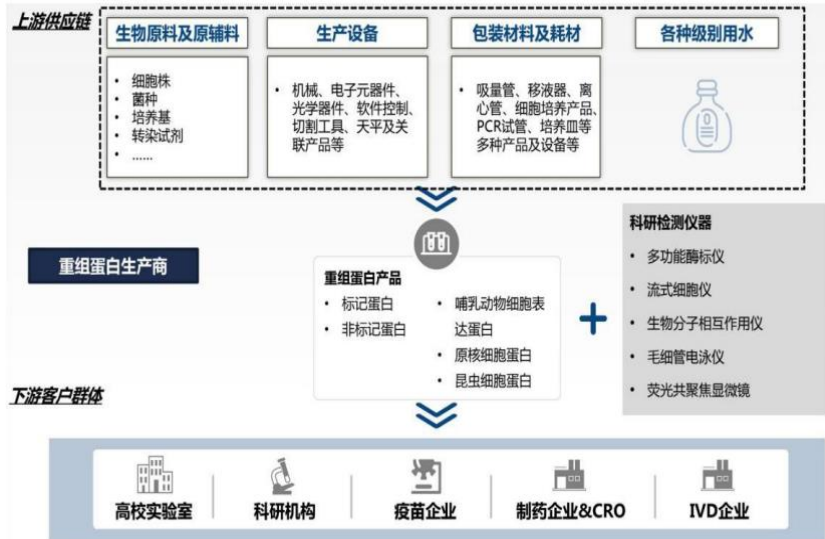 上游供应链
生物原料及原辅料
• 细胞株
• 菌种
• 培养基
• 转染试剂
• ......
生产设备
机械、电子元器件、
光学器件、软件控制、
切割工具、天平及关
联产品等
包装材料及耗材
吸量管、移液器、离
心管、细胞培养产品、
PCR试管、培养皿等
多种产品及设备等
各种级别用水
重组蛋白生产商
重组蛋白产品
• 标记蛋白
• 非标记蛋白
• 哺乳动物细胞表
达蛋白
• 原核细胞蛋白
• 昆虫细胞蛋白
科研检测仪器
• 多功能酶标仪
• 流式细胞仪
• 生物分子相互作用仪
• 毛细管电泳仪
• 荧光共聚焦显微镜
下游客户群体
高校实验室
科研机构
疫苗企业
制药企业&CRO
IVD企业